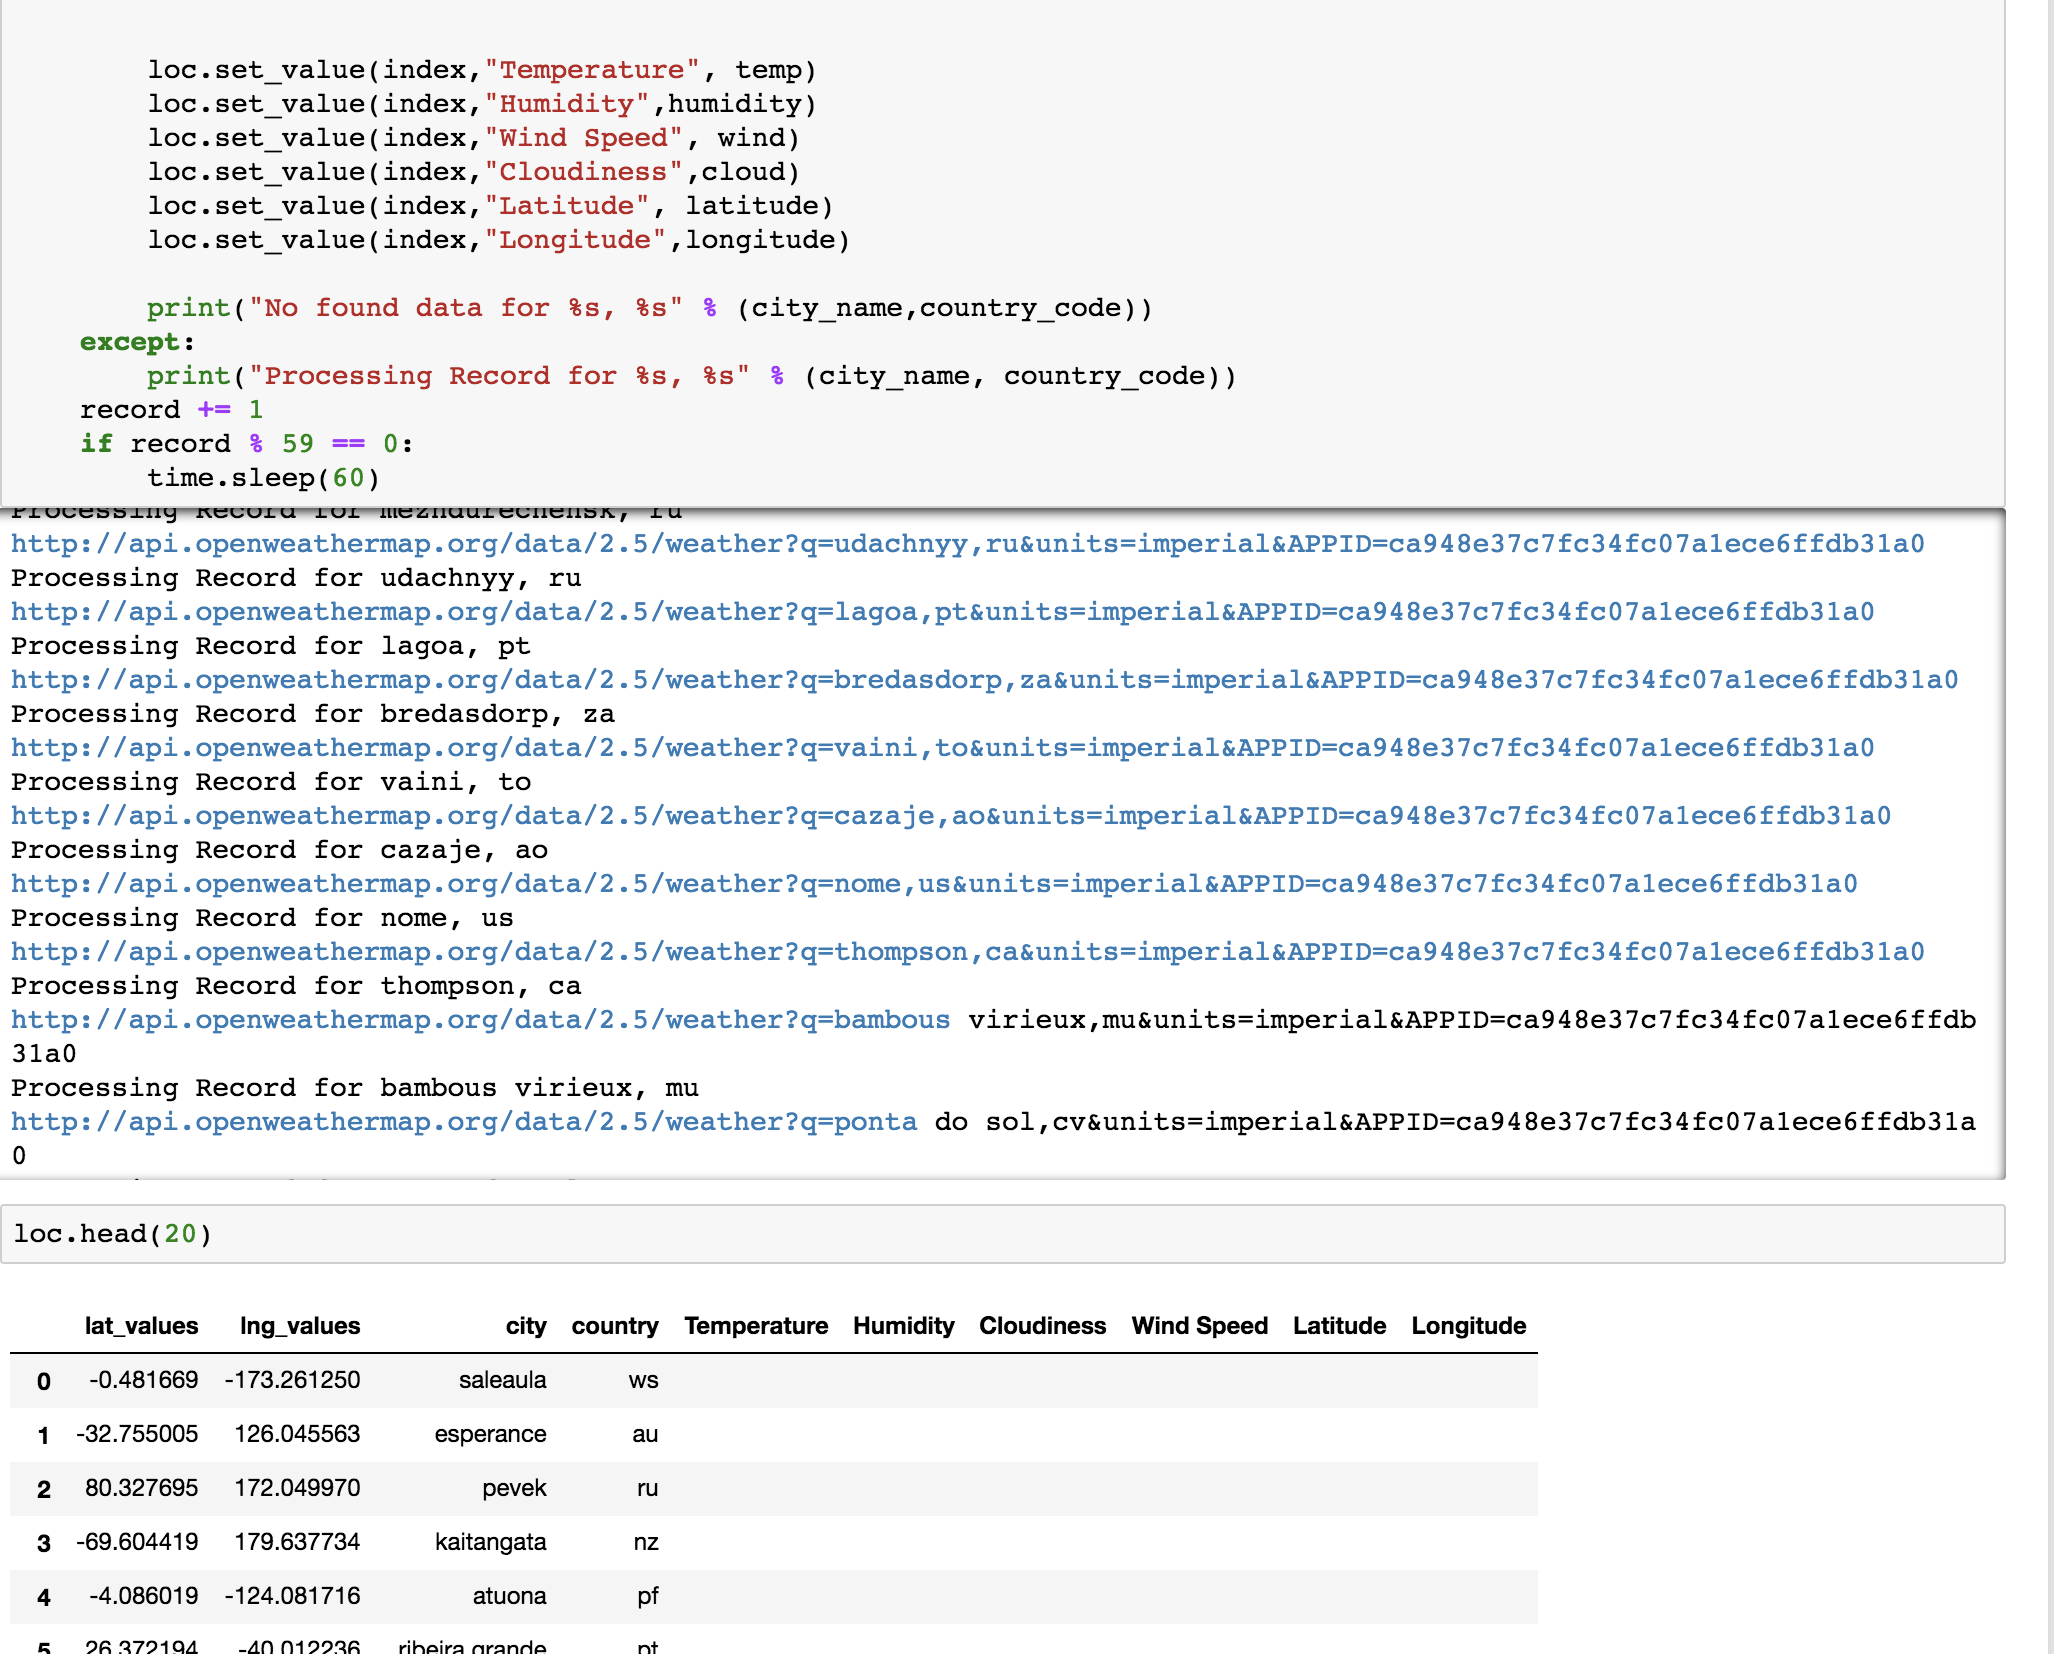 loc.set_value(index,"Temperature", temp)
loc.set_value(index,"Humidity",humidity)
loc.set_value(index,"Wind Speed", wind)
loc.set_value(index,"Cloudiness",cloud)
loc.set_value(index,"Latitude", latitude)
loc.set_value(index,"Longitude",longitude)
print("No found data for %s, %s" % (city_name,country_code))
except:
print("Processing Record for %s, %s" % (city_name, country_code))
record += 1
if record % 59 == 0:
time.sleep(60)
Processing Record for mezhdurechensk, ru
http://api.openweathermap.org/data/2.5/weather?q=udachnyy,ru&units=imperial&APPID=ca948e37c7fc34fc07a1ece6ffdb31a0
Processing Record for udachnyy, ru
http://api.openweathermap.org/data/2.5/weather?q=lagoa,pt&units=imperial&APPID=ca948e37c7fc34fc07a1ece6ffdb31a0
Processing Record for lagoa, pt
http://api.openweathermap.org/data/2.5/weather?q=bredasdorp,za&units=imperial&APPID=ca948e37c7fc34fc07a1ece6ffdb31a0
Processing Record for bredasdorp, za
http://api.openweathermap.org/data/2.5/weather?q=vaini,to&units=imperial&APPID=ca948e37c7fc34fc07a1ece6ffdb31a0
Processing Record for vaini, to
http://api.openweathermap.org/data/2.5/weather?q=cazaje,ao&units=imperial&APPID=ca948e37c7fc34fc07a1ece6ffdb31a0
Processing Record for cazaje, ao
http://api.openweathermap.org/data/2.5/weather?q=nome,us&units=imperial&APPID=ca948e37c7fc34fc07a1ece6ffdb31a0
Processing Record for nome, us
http://api.openweathermap.org/data/2.5/weather?q=thompson,ca&units=imperial&APPID=ca948e37c7fc34fc07a1ece6ffdb31a0
Processing Record for thompson, ca
http://api.openweathermap.org/data/2.5/weather?q=bambous virieux,mu&units=imperial&APPID=ca948e37c7fc34fc07a1ece6ffdb
31a0
Processing Record for bambous virieux, mu
http://api.openweathermap.org/data/2.5/weather?q=ponta do sol,cv&units=imperial&APPID=ca948e37c7fc34fc07a1ece6ffdb31a
0
loc.head(20)
lat_values lng_values city country Temperature Humidity Cloudiness Wind Speed Latitude Longitude
0 -0.481669 -173.261250 saleaula ws
1 -32.755005 126.045563 esperance au
2 80.327695 172.049970 pevek ru
3 -69.604419 179.637734 kaitangata nz
4 -4.086019 -124.081716 atuona pf
5 26.372194 -40.012236 ribeira grande pt